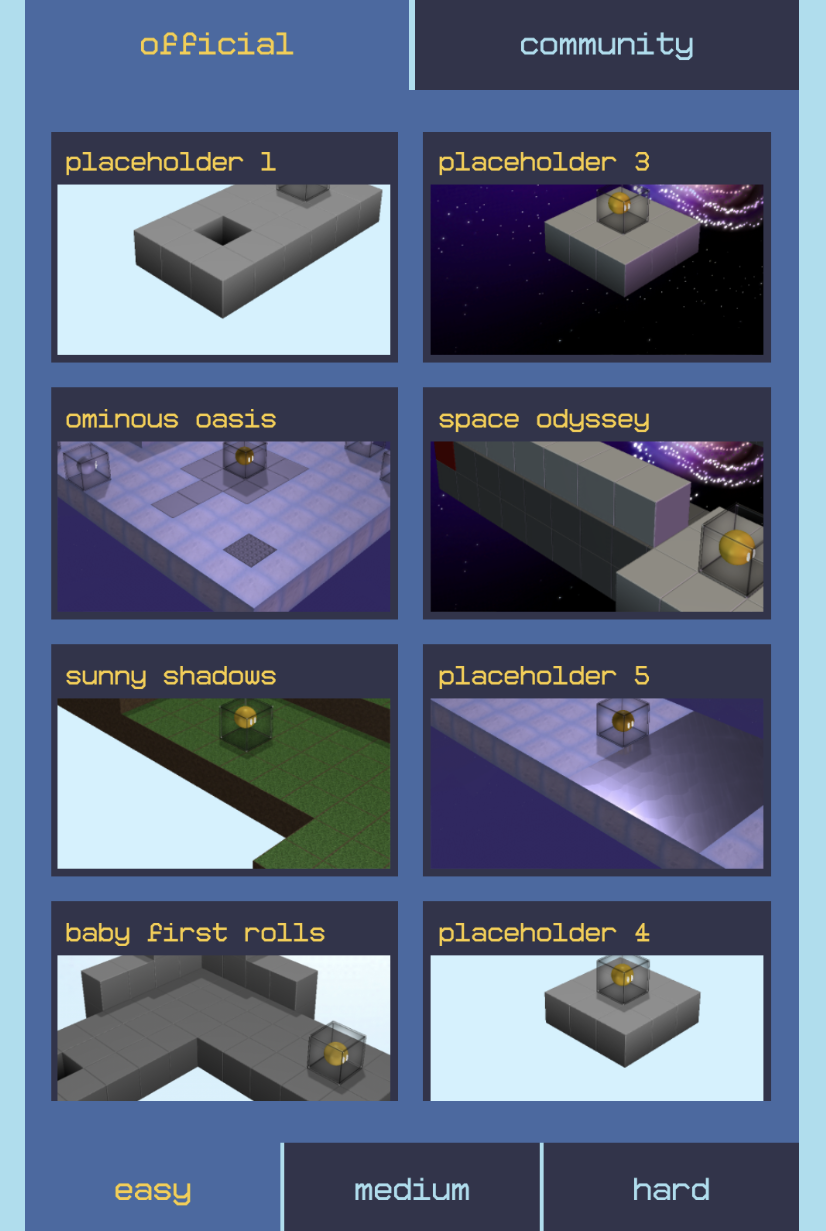 official
community
placeholder 1
placeholder 3
ominous oasis
space odyssey
sunny shadows
placeholder 5
baby first rolls
placeholder 4
easy
medium
hard